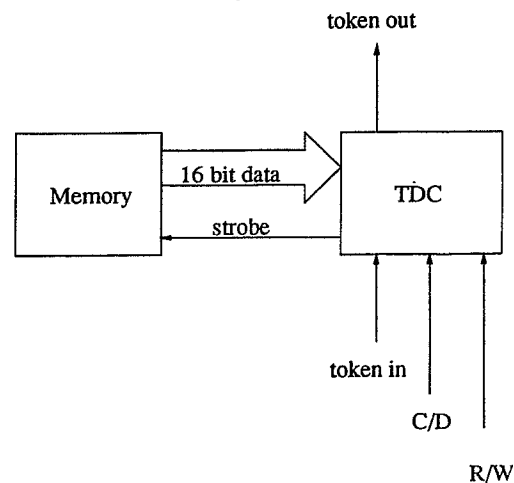 token out
Memory
16 bit data
TDC
strobe
token in
C/D
R/W